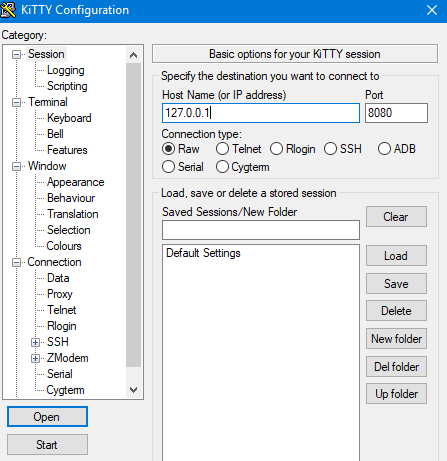 KiTTY Configuration
Category:
Session
Logging
Scripting
Terminal
Keyboard
Bell
Features
Window
Appearance
Behaviour
Translation
Selection
Colours
Connection
Data
Proxy
Telnet
Rlogin
SSH
ZModem
Serial
Cygterm
Open
Start
Basic options for your KiTTY session
Specify the destination you want to connect to
Host Name (or IP address) Port
127.0.0.1 8080
Connection type:
Raw Telnet Rlogin SSH ADB
Serial Cygterm
Load, save or delete a stored session
Saved Sessions/New Folder
Clear
Default Settings
Load
Save
Delete
New folder
Del folder
Up folder